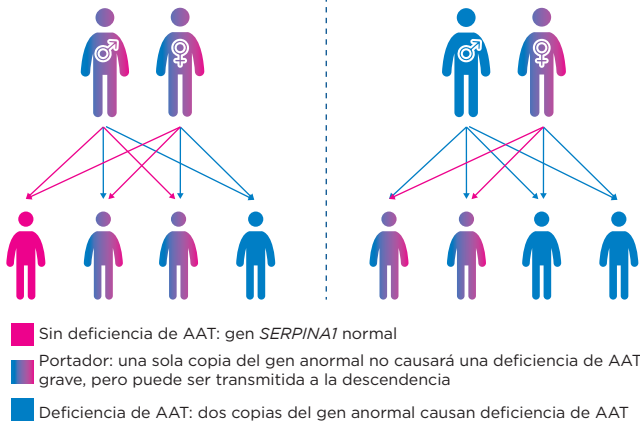 Sin deficiencia de AAT: gen SERPINA1 normal
Portador: una sola copia del gen anormal no causará una deficiencia de AAT
grave, pero puede ser transmitida a la descendencia
Deficiencia de AAT: dos copias del gen anormal causan deficiencia de AAT